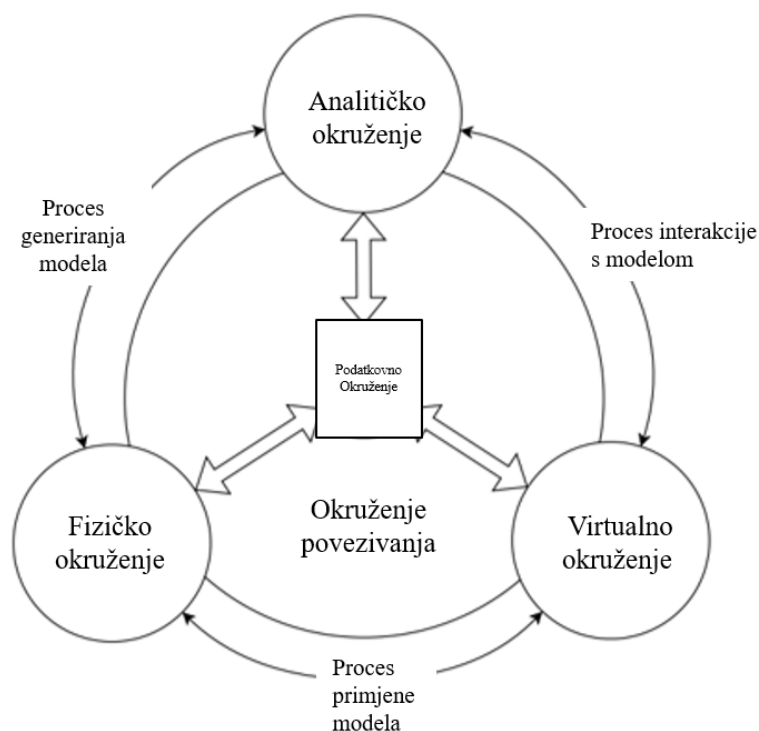 Analitičko
okruženje
Proces
generiranja
modela
Proces interakcije
s modelom
Podatkovno
Okruženje
Fizičko
okruženje
Okruženje
povezivanja
Virtualno
okruženje
Proces
primjene
modela